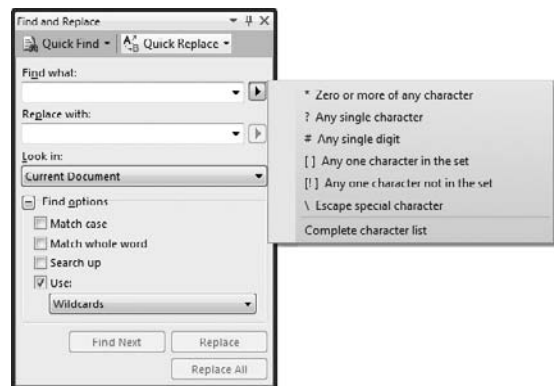 Find and Replace
Quick Find
Quick Replace
Find what:
Replace with:
Look in:
Current Document
Find options
Match case
Match whole word
Search up
Use:
Wildcards
Find Next
Replace
Replace All
* Zero or more of any character
? Any single character
# Any single digit
[ ] Any one character in the set
[! ] Any one character not in the set
\ Escape special character
Complete character list